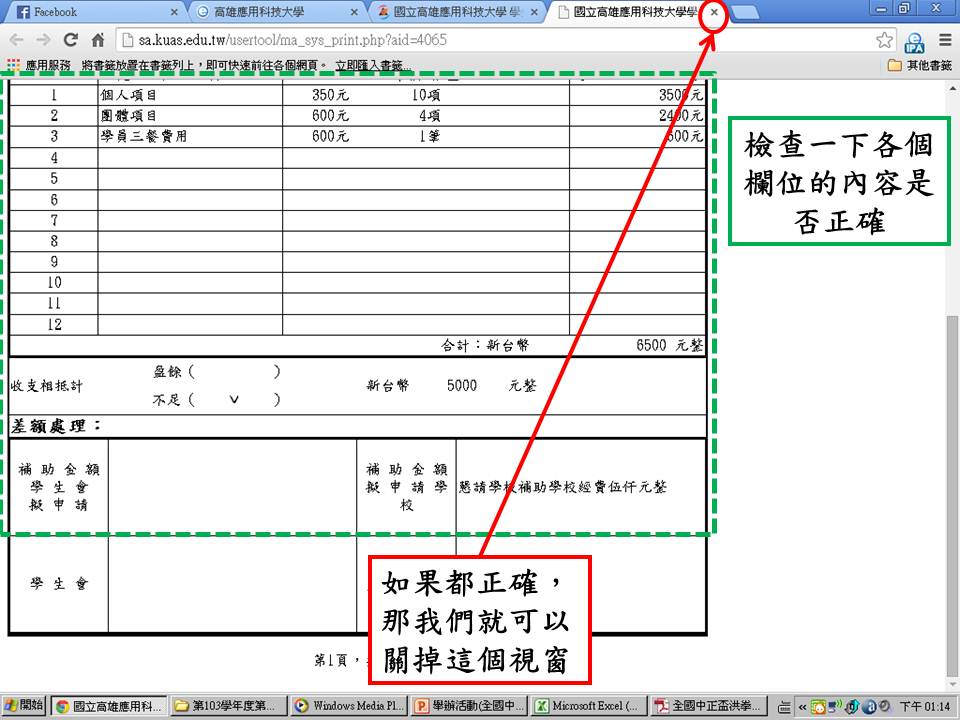 Facebook
高雄應用科技大學
國立高雄應用科技大學 學
國立高雄應用科技大學學
sa.kuas.edu.tw/usertool/ma_sys_print.php?aid=4065
應用服務 將書籤放置在書籤列上，即可快速前往各個網頁。 立即匯入書籤...
其他書籤
1 個人項目 350元 10項 3500元
2 團體項目 600元 4項 2400元
3 學員三餐費用 600元 1筆 600元
4
5
6
7
8
9
10
11
12
合計：新台幣 6500 元整
收支相抵計
盈餘（ ）
不足（ v ）
新台幣 5000 元整
差額處理：
補助金額
學生會
擬申請
補助金額
擬申請學
校
懇請學校補助學校經費伍仟元整
學生會
第1頁，
檢查一下各個
欄位的內容是
否正確
如果都正確，
那我們就可以
關掉這個視窗
開始
國立高雄應用科...
第103學年度第...
Windows Media Pl...
舉辦活動(全國中...
Microsoft Excel (...
全國中正盃洪拳...
下午 01:14